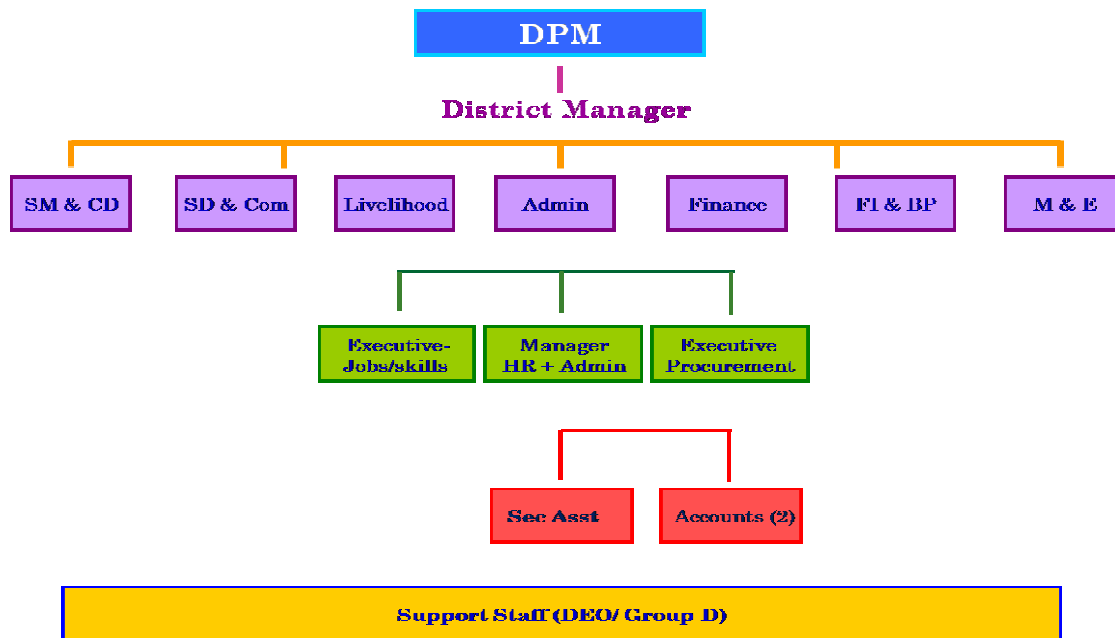 DPM
District Manager
SM & CD
SD & Com
Livelihood
Admin
Finance
FI & BP
M & E
Executive-
Jobs/skills
Manager
HR + Admin
Executive
Procurement
Sec Asst
Accounts (2)
Support Staff (DEO/ Group D)